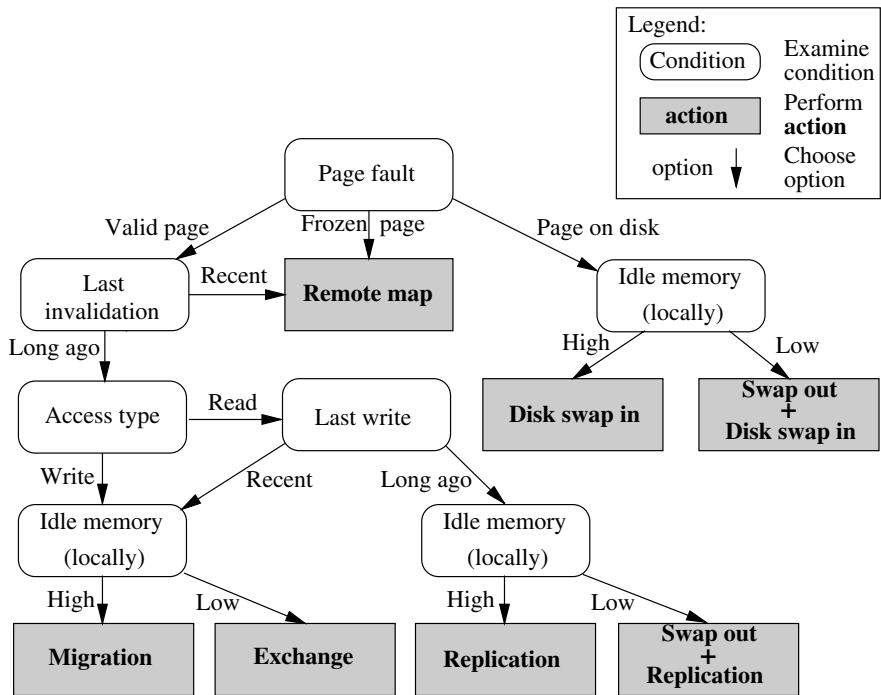 Legend:
Condition
Examine
condition
action
Perform
action
option
Choose
option
Page fault
Valid page
Frozen page
Page on disk
Last
invalidation
Recent
Remote map
Idle memory
(locally)
Long ago
High
Low
Access type
Read
Last write
Disk swap in
Swap out
+
Disk swap in
Write
Recent
Long ago
Idle memory
(locally)
Idle memory
(locally)
High
Low
High
Low
Migration
Exchange
Replication
Swap out
+
Replication